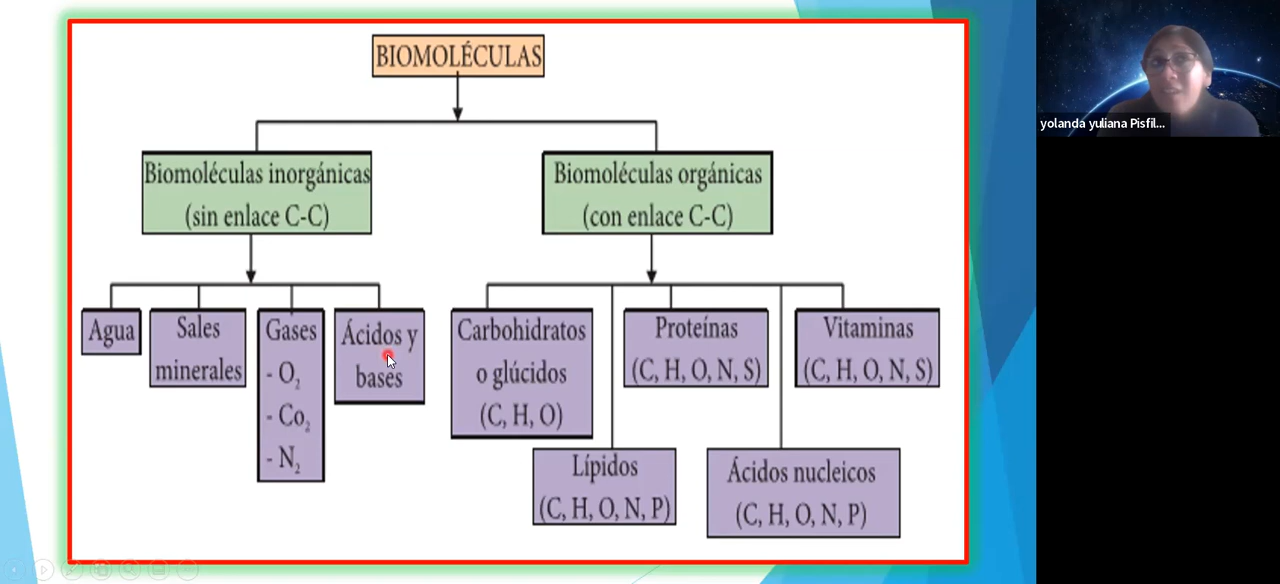 BIOMOLÉCULAS
Biomoléculas inorgánicas
(sin enlace C-C)
Biomoléculas orgánicas
(con enlace C-C)
Agua
Sales
minerales
Gases
- O₂
- Co₂
- N₂
Ácidos y
bases
Carbohidratos
o glúcidos
(C, H, O)
Proteínas
(C, H, O, N, S)
Vitaminas
(C, H, O, N, S)
Lípidos
(C, H, O, N, P)
Ácidos nucleicos
(C, H, O, N, P)
yolanda yuliana Pisfil...